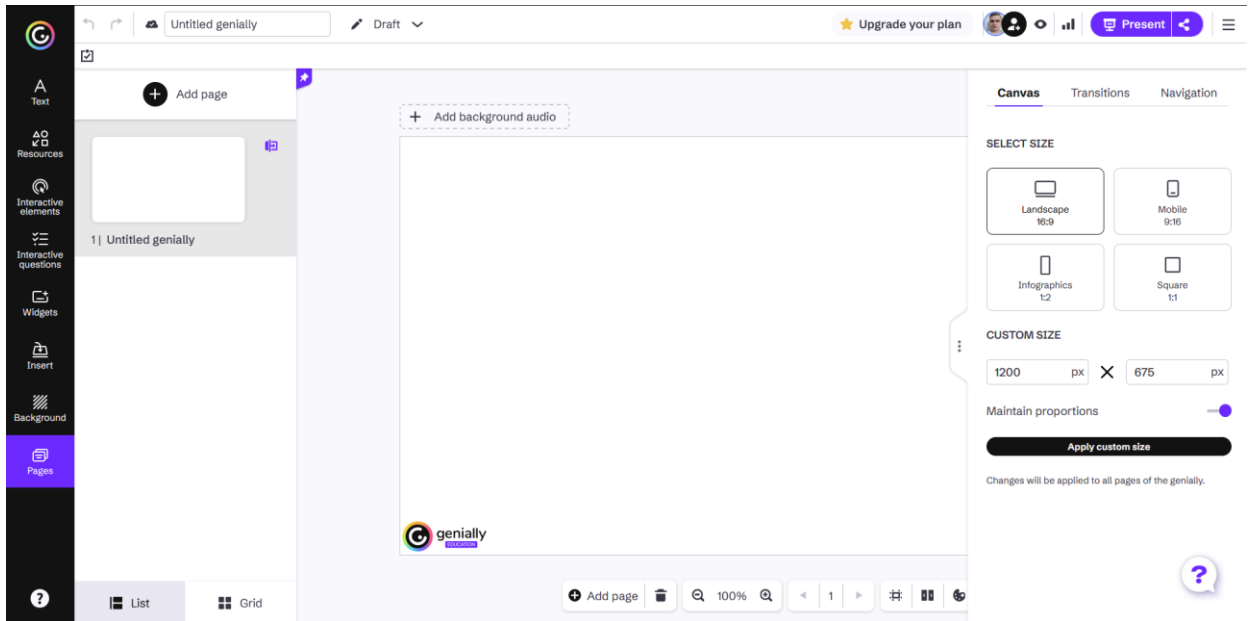 Untitled genially
Draft
Upgrade your plan
Present
Text
Resources
Interactive
elements
Interactive
questions
Widgets
Insert
Background
Pages
Add page
1| Untitled genially
List
Grid
+ Add background audio
genially
EDUCATION
Add page
100%
1
Canvas
Transitions
Navigation
SELECT SIZE
Landscape
16:9
Mobile
9:16
Infographics
1:2
Square
1:1
CUSTOM SIZE
1200 px
675 px
Maintain proportions
Apply custom size
Changes will be applied to all pages of the genially.
?
?